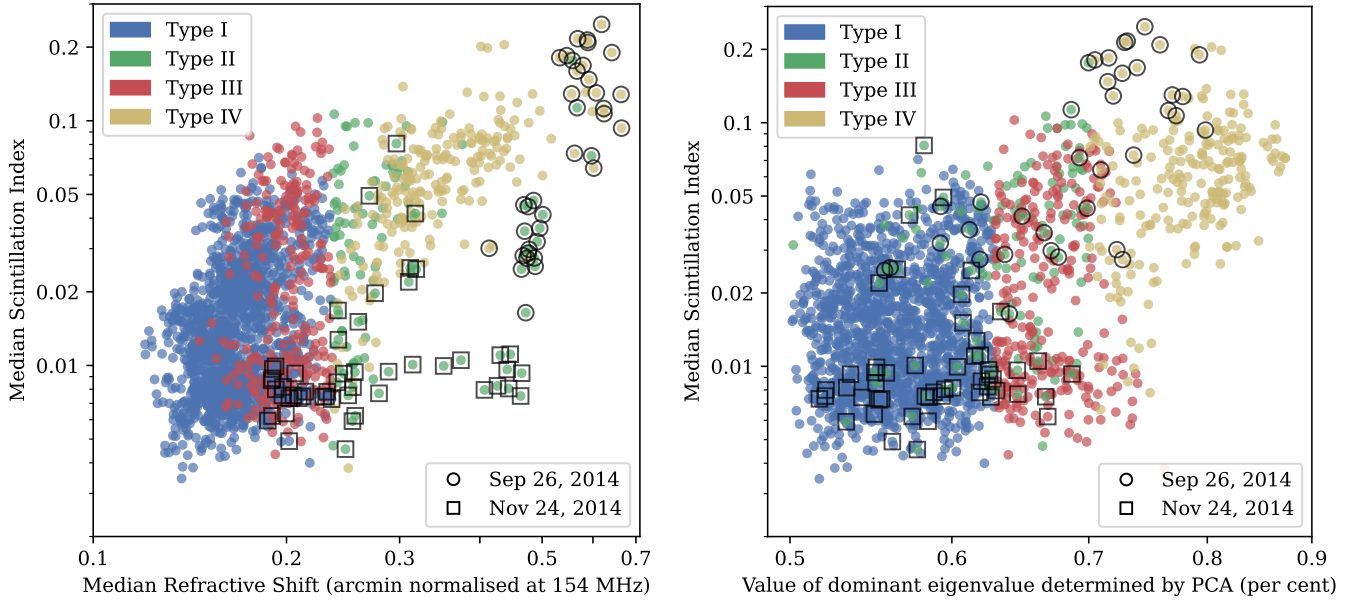 Type I
Type II
Type III
Type IV
0.2
0.1
0.05
0.02
0.01
Median Scintillation Index
Sep 26, 2014
Nov 24, 2014
0.1
0.2
0.3
0.5
0.7
Median Refractive Shift (arcmin normalised at 154 MHz)
Type I
Type II
Type III
Type IV
0.2
0.1
0.05
0.02
0.01
Median Scintillation Index
Sep 26, 2014
Nov 24, 2014
0.5
0.6
0.7
0.8
0.9
Value of dominant eigenvalue determined by PCA (per cent)